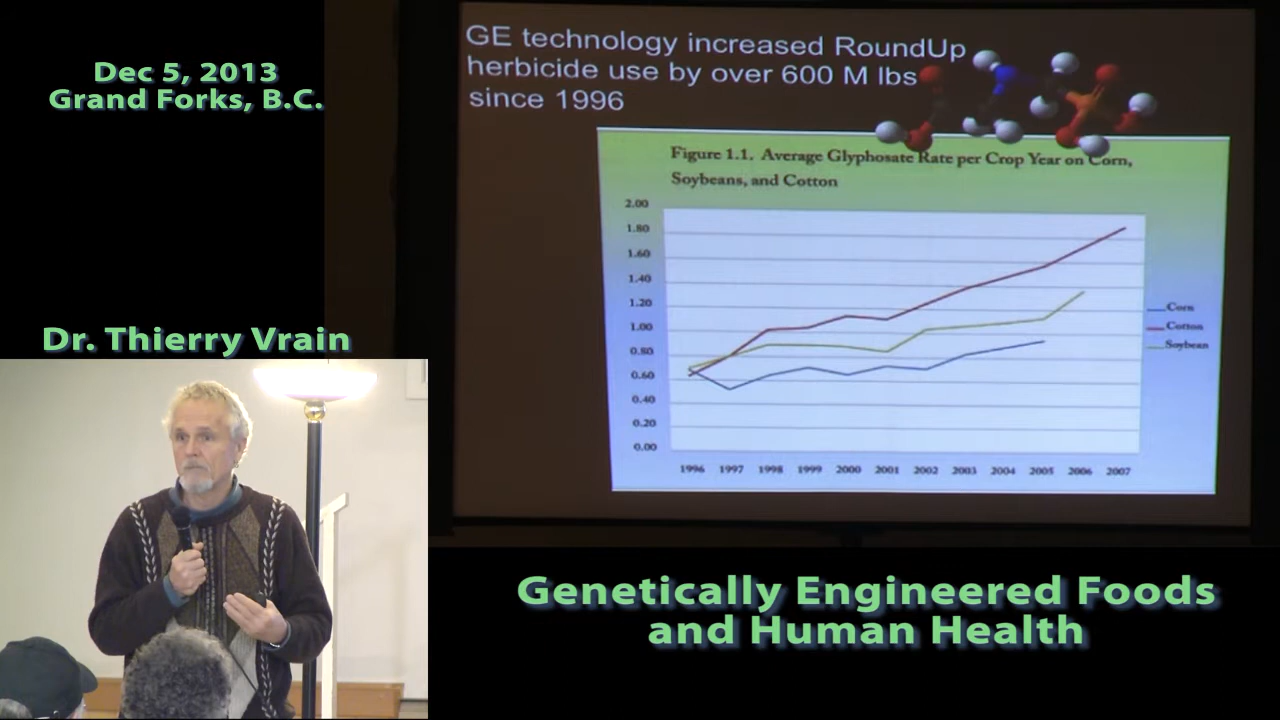 Dec 5, 2013
Grand Forks, B.C.
Dr. Thierry Vrain
GE technology increased RoundUp
herbicide use by over 600 M lbs
since 1996
Figure 1.1. Average Glyphosate Rate per Crop Year on Corn,
Soybeans, and Cotton
2.00
1.80
1.60
1.40
1.20
1.00
0.80
0.60
0.40
0.20
0.00
1996 1997 1998 1999 2000 2001 2002 2003 2004 2005 2006 2007
Corn
Cotton
Soybean
Genetically Engineered Foods
and Human Health